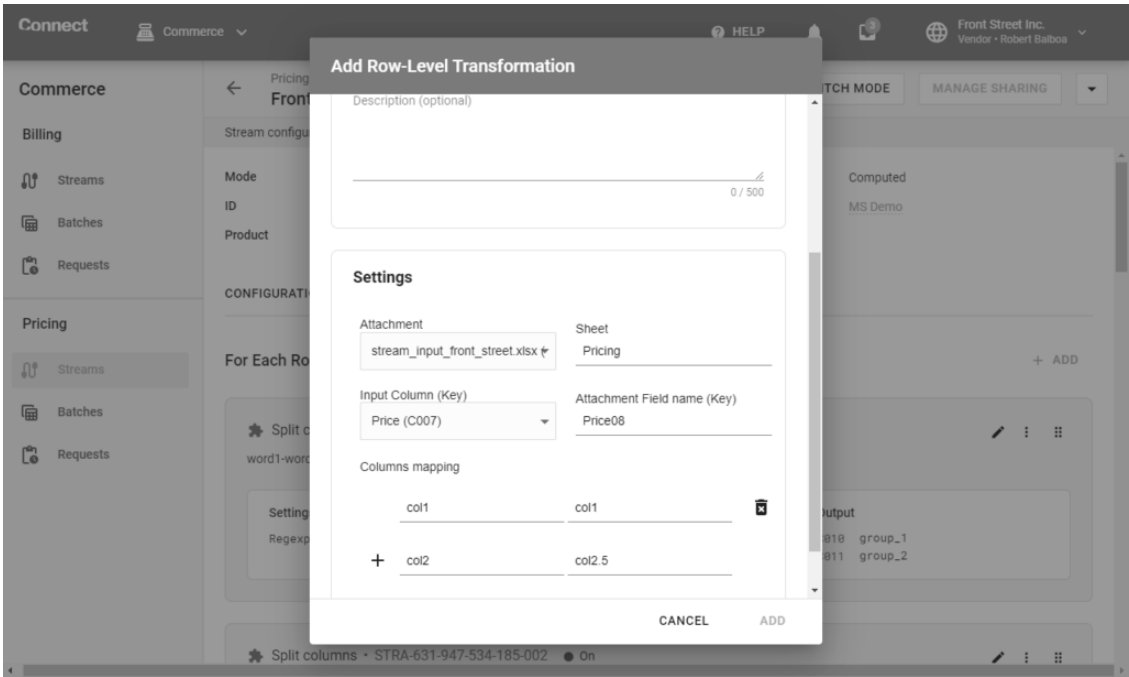 Connect
Commerce
HELP
3
Front Street Inc.
Vendor • Robert Balboa
Commerce
Billing
Streams
Batches
Requests
Pricing
Streams
Batches
Requests
Pricing
Front
TCH MODE
MANAGE SHARING
Stream configu
Mode
ID
Product
Computed
MS Demo
CONFIGURATI
For Each Ro
+ ADD
Split c
word1-word
Setting
Regexp
utput
010 group_1
011 group_2
Split columns • STRA-631-947-534-185-002 ● On
Add Row-Level Transformation
Description (optional)
0 / 500
Settings
Attachment
stream_input_front_street.xlsx (
Sheet
Pricing
Input Column (Key)
Price (C007)
Attachment Field name (Key)
Price08
Columns mapping
col1 col1
+ col2 col2.5
CANCEL
ADD